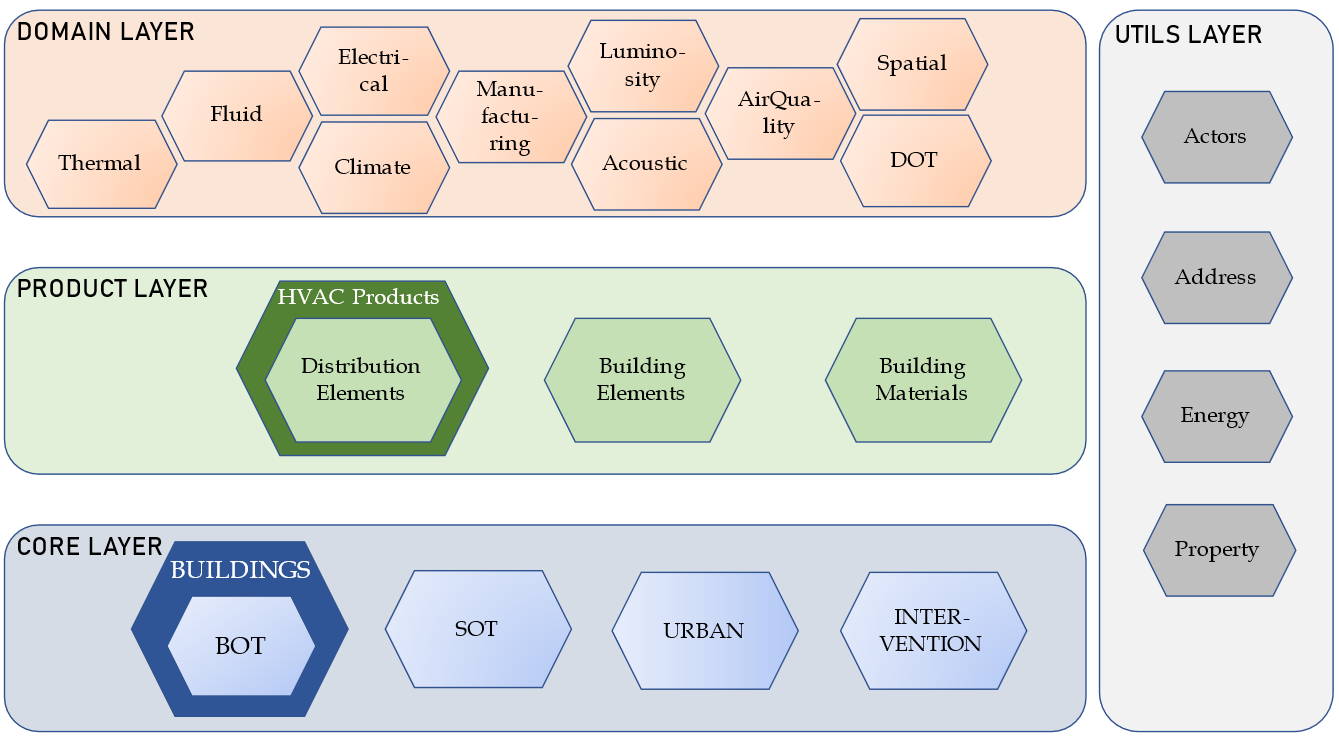 DOMAIN LAYER
Thermal
Fluid
Electri-
cal
Climate
Manu-
factu-
ring
Lumino-
sity
Acoustic
AirQua-
lity
Spatial
DOT
PRODUCT LAYER
HVAC Products
Distribution
Elements
Building
Elements
Building
Materials
CORE LAYER
BUILDINGS
BOT
SOT
URBAN
INTER-
VENTION
UTILS LAYER
Actors
Address
Energy
Property